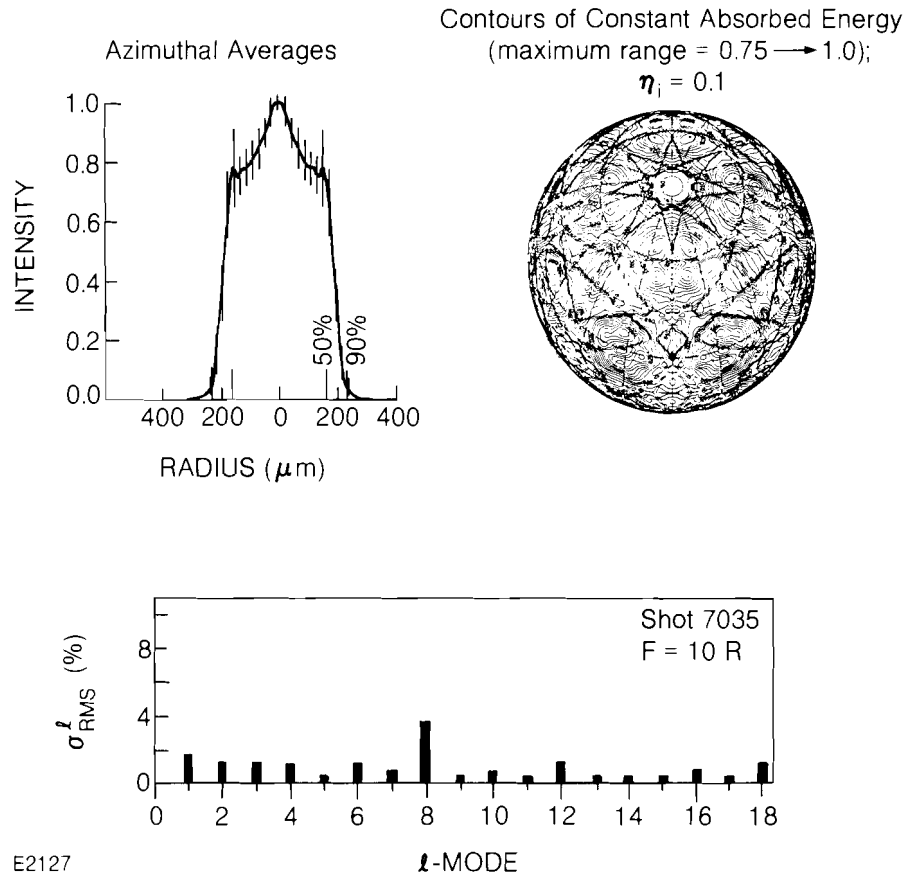 Azimuthal Averages
1.0
0.8
0.6
0.4
0.2
0.0
INTENSITY
50%
90%
400 200 0 200 400
RADIUS (μm)
Contours of Constant Absorbed Energy
(maximum range = 0.75 → 1.0);
ηi = 0.1
8
4
0
σℓRMS (%)
Shot 7035
F = 10 R
0 2 4 6 8 10 12 14 16 18
ℓ-MODE
E2127